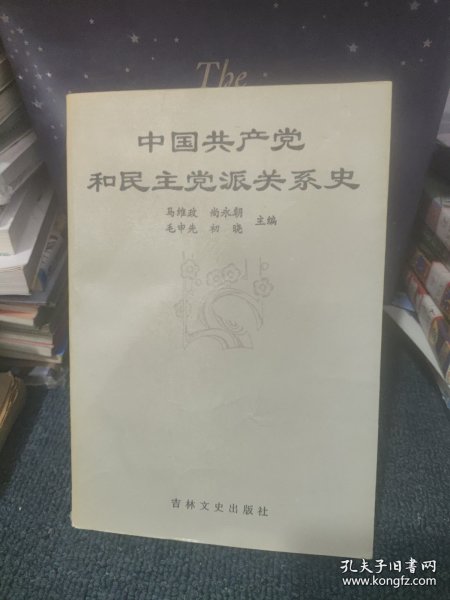 The
中国共产党
和民主党派关系史
马维政 尚永朝
毛申先 初晓 主编
吉林文史出版社
孔夫子旧书网
www.kongfz.com